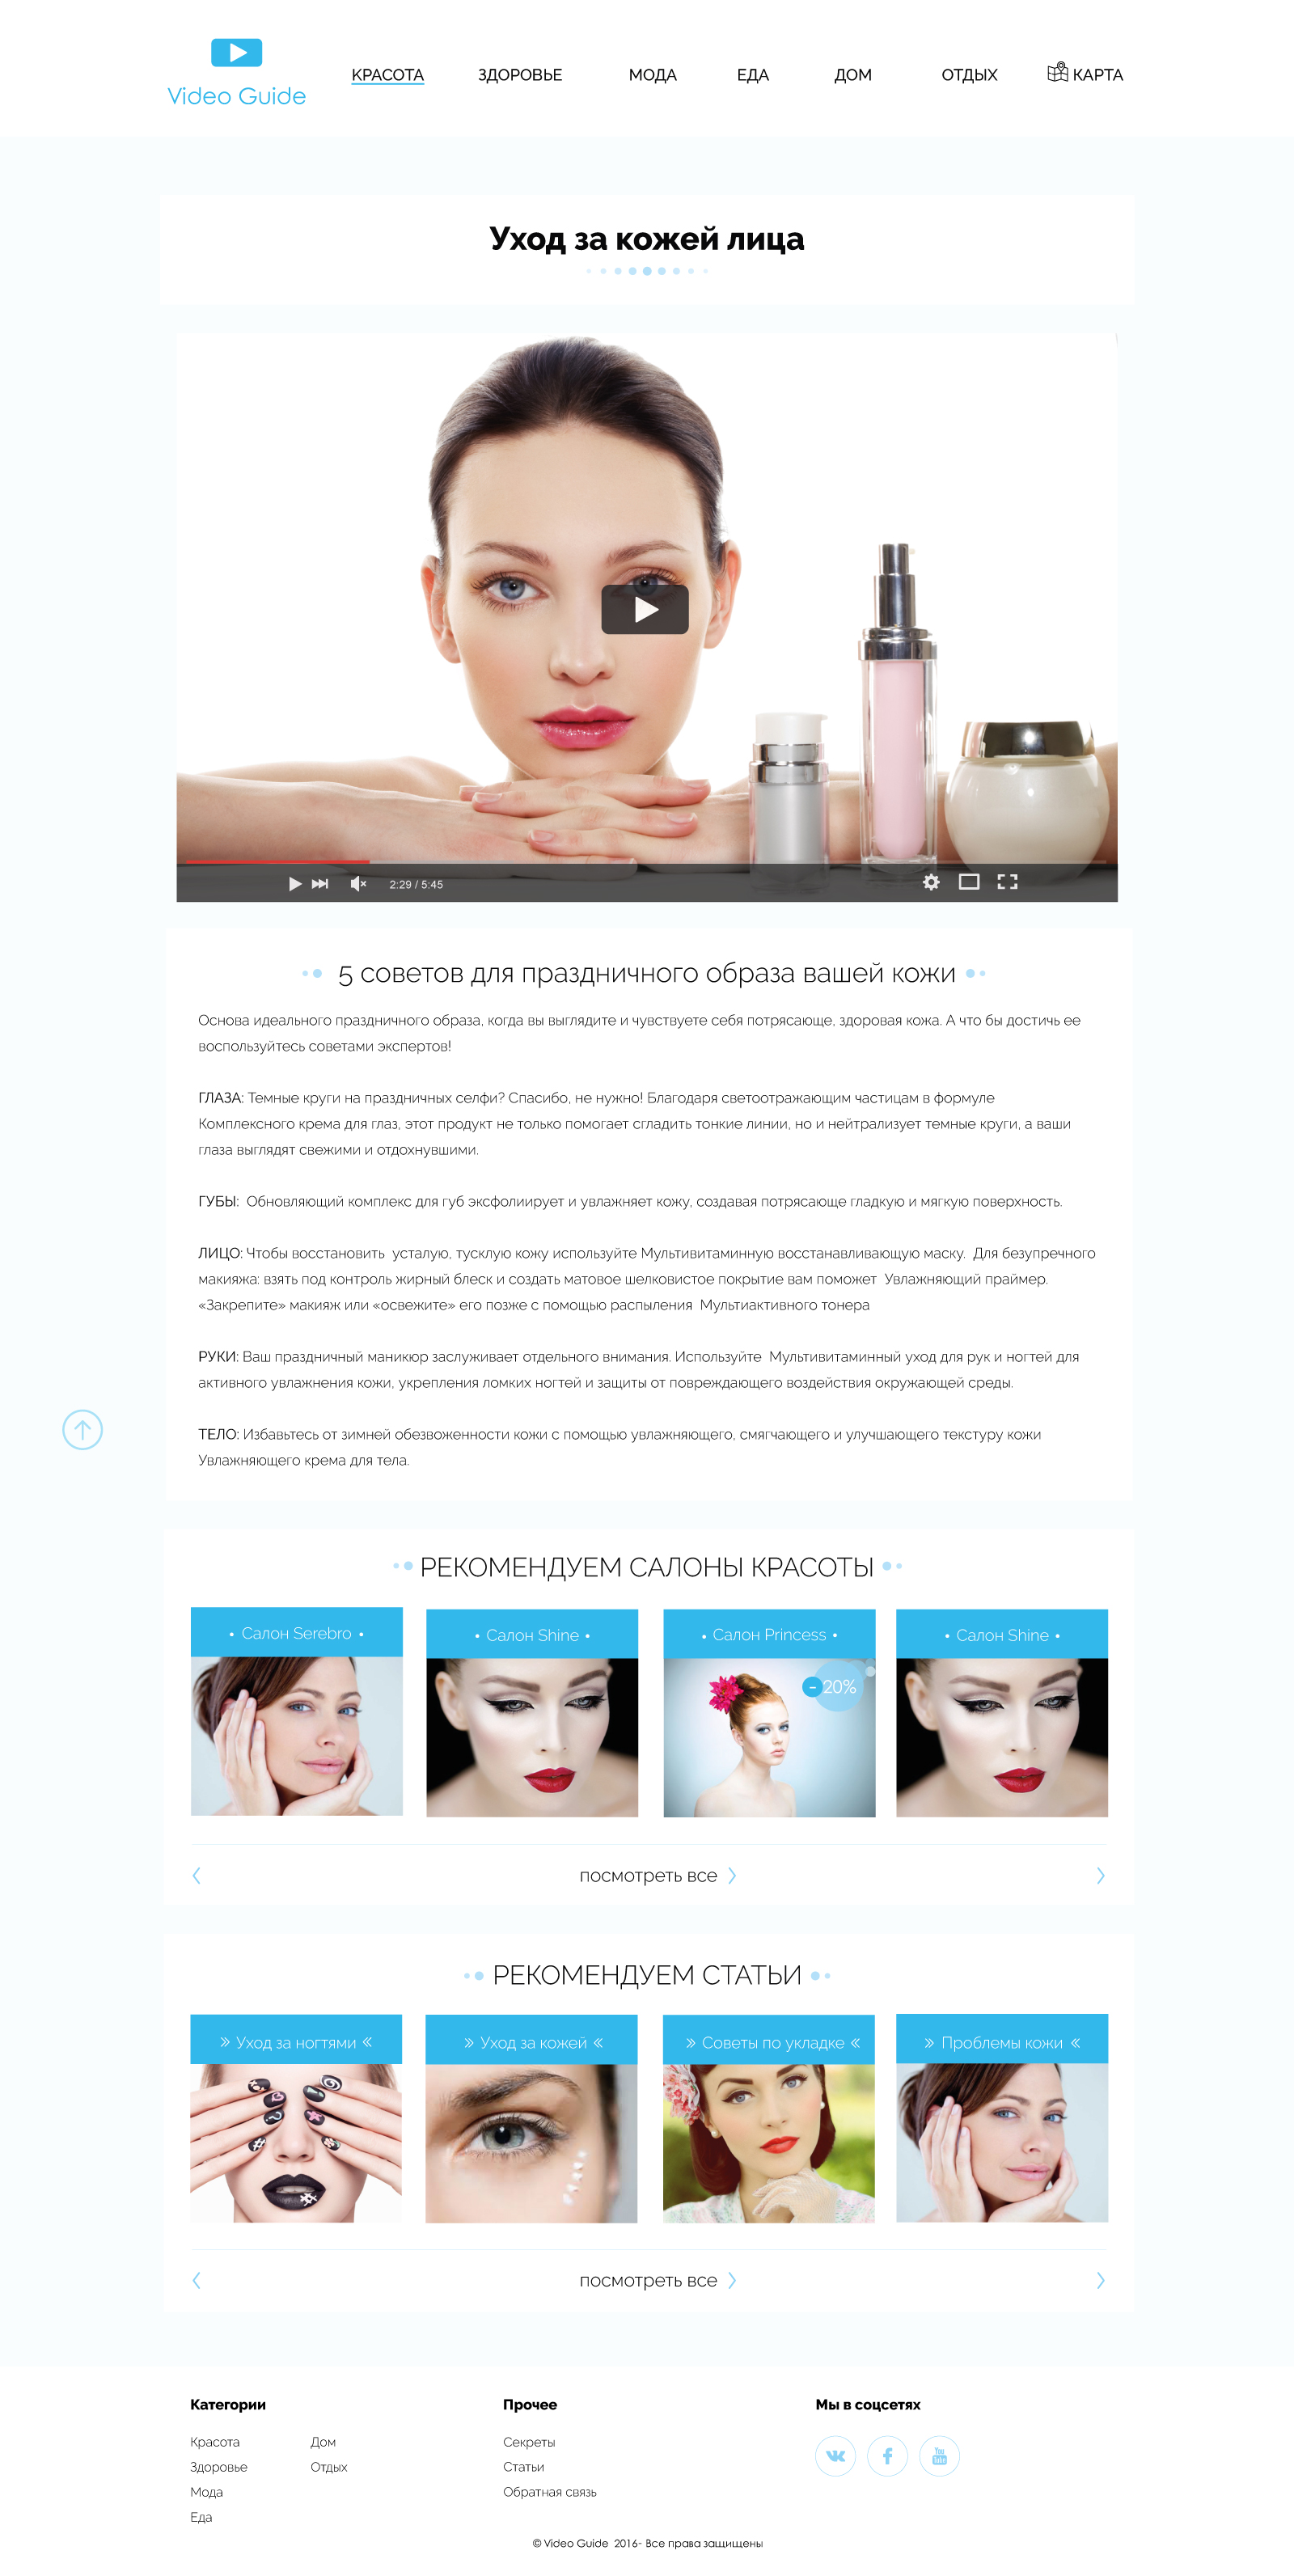 Video Guide
КРАСОТА ЗДОРОВЬЕ МОДА ЕДА ДОМ ОТДЫХ КАРТА
Уход за кожей лица
2:29 / 5:45
5 советов для праздничного образа вашей кожи
Основа идеального праздничного образа, когда вы выглядите и чувствуете себя потрясающе, здоровая кожа. А что бы достичь ее
воспользуйтесь советами экспертов!
ГЛАЗА: Темные круги на праздничных селфи? Спасибо, не нужно! Благодаря светоотражающим частицам в формуле
Комплексного крема для глаз, этот продукт не только помогает сгладить тонкие линии, но и нейтрализует темные круги, а ваши
глаза выглядят свежими и отдохнувшими.
ГУБЫ: Обновляющий комплекс для губ эксфолиирует и увлажняет кожу, создавая потрясающе гладкую и мягкую поверхность.
ЛИЦО: Чтобы восстановить усталую, тусклую кожу используйте Мультивитаминную восстанавливающую маску. Для безупречного
макияжа: взять под контроль жирный блеск и создать матовое шелковистое покрытие вам поможет Увлажняющий праймер.
«Закрепите» макияж или «освежите» его позже с помощью распыления Мультиактивного тонера
РУКИ: Ваш праздничный маникюр заслуживает отдельного внимания. Используйте Мультивитаминный уход для рук и ногтей для
активного увлажнения кожи, укрепления ломких ногтей и защиты от повреждающего воздействия окружающей среды.
ТЕЛО: Избавьтесь от зимней обезвоженности кожи с помощью увлажняющего, смягчающего и улучшающего текстуру кожи
Увлажняющего крема для тела.
РЕКОМЕНДУЕМ САЛОНЫ КРАСОТЫ
• Салон Serebro •
• Салон Shine •
• Салон Princess •
- 20%
• Салон Shine •
посмотреть все
РЕКОМЕНДУЕМ СТАТЬИ
» Уход за ногтями «
» Уход за кожей «
» Советы по укладке «
» Проблемы кожи «
посмотреть все
Категории
Красота
Здоровье
Мода
Еда
Дом
Отдых
Прочее
Секреты
Статьи
Обратная связь
Мы в соцсетях
You Tube
© Video Guide 2016- Все права защищены